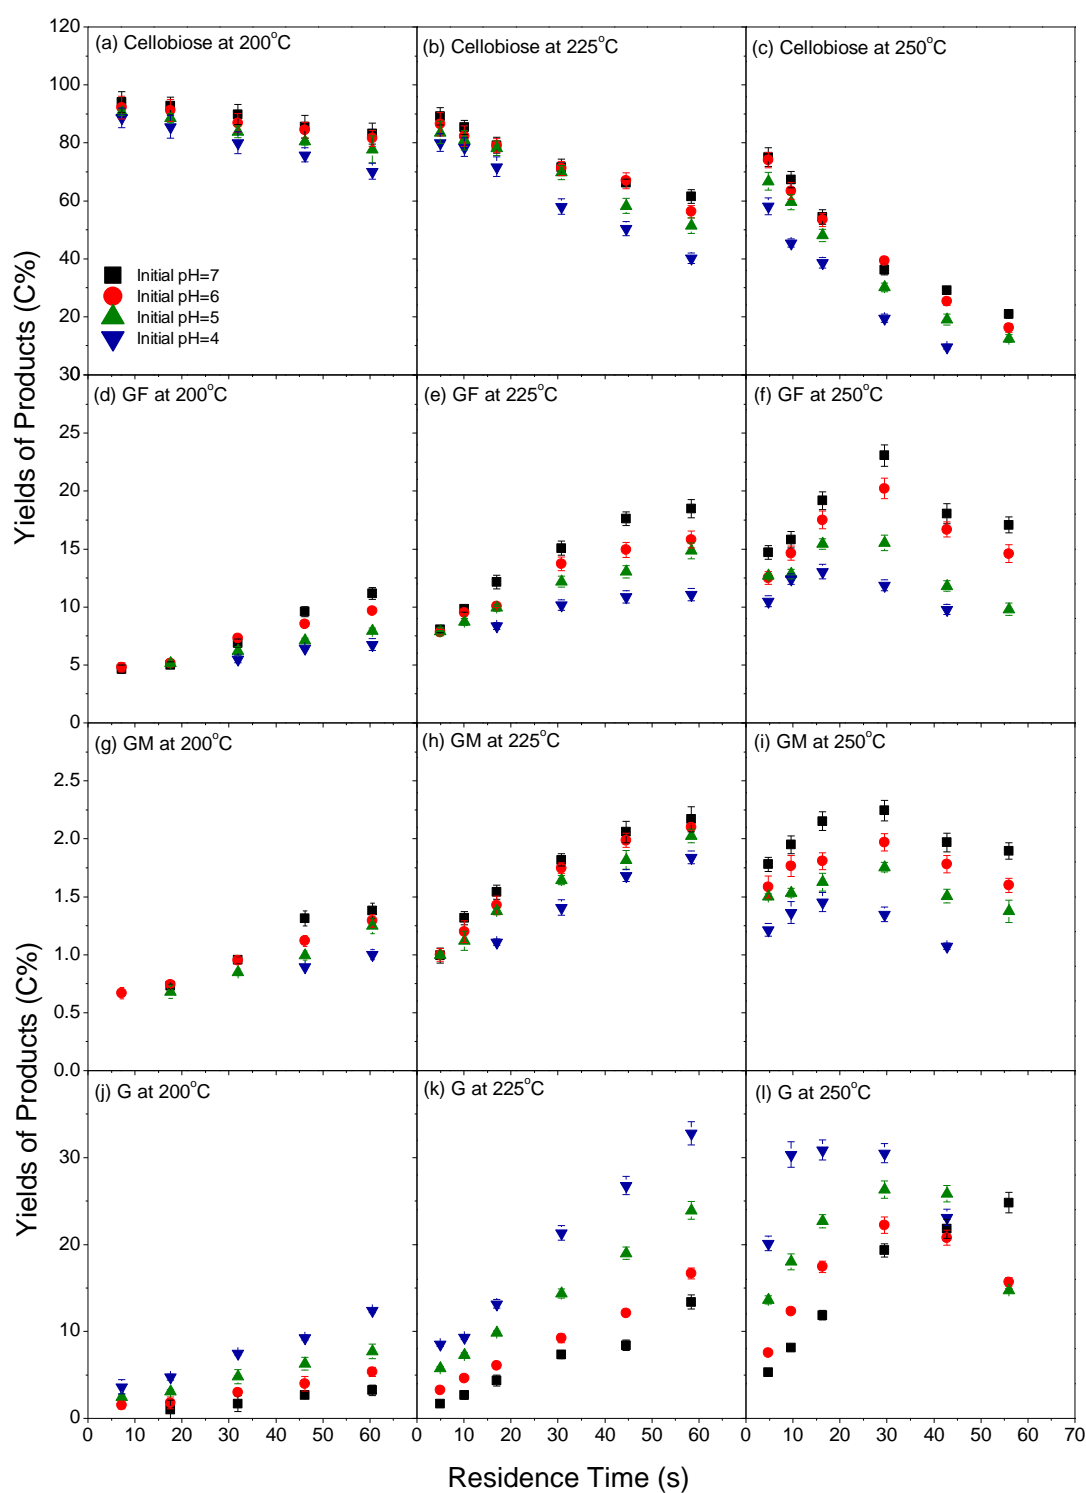 120
(a) Cellobiose at 200°C
(b) Cellobiose at 225°C
(c) Cellobiose at 250°C
100
80
60
40
20
0
Initial pH=7
Initial pH=6
Initial pH=5
Initial pH=4
Yields of Products (C%)
30
(d) GF at 200°C
(e) GF at 225°C
(f) GF at 250°C
25
20
15
10
5
0
(g) GM at 200°C
(h) GM at 225°C
(i) GM at 250°C
2.5
2.0
1.5
1.0
0.5
0.0
Yields of Products (C%)
(j) G at 200°C
(k) G at 225°C
(l) G at 250°C
30
20
10
0
0 10 20 30 40 50 60 0 10 20 30 40 50 60 0 10 20 30 40 50 60 70
Residence Time (s)